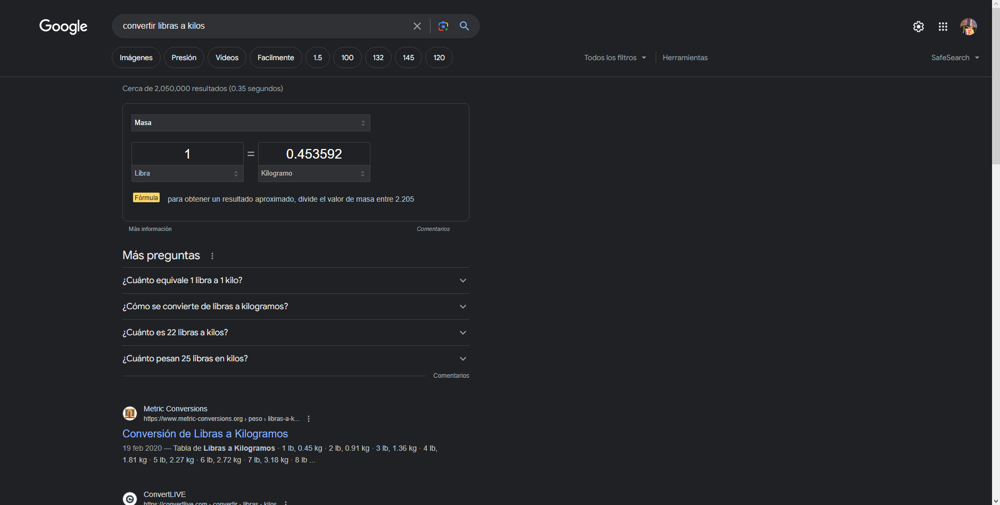 Google
convertir libras a kilos
Imágenes Presión Vídeos Facilmente 1.5 100 132 145 120 Todos los filtros Herramientas SafeSearch
Cerca de 2,050,000 resultados (0.35 segundos)
Masa
1 = 0.453592
Libra Kilogramo
Fórmula para obtener un resultado aproximado, divide el valor de masa entre 2.205
Más información Comentarios
Más preguntas
¿Cuánto equivale 1 libra a 1 kilo?
¿Cómo se convierte de libras a kilogramos?
¿Cuánto es 22 libras a kilos?
¿Cuánto pesan 25 libras en kilos?
Comentarios
Metric Conversions
https://www.metric-conversions.org › peso › libras-a-k...
Conversión de Libras a Kilogramos
19 feb 2020 — Tabla de Libras a Kilogramos · 1 lb, 0.45 kg · 2 lb, 0.91 kg · 3 lb, 1.36 kg · 4 lb,
1.81 kg · 5 lb, 2.27 kg · 6 lb, 2.72 kg · 7 lb, 3.18 kg · 8 lb ...
ConvertLIVE
https://convertlive.com › convertir › libras › kilos